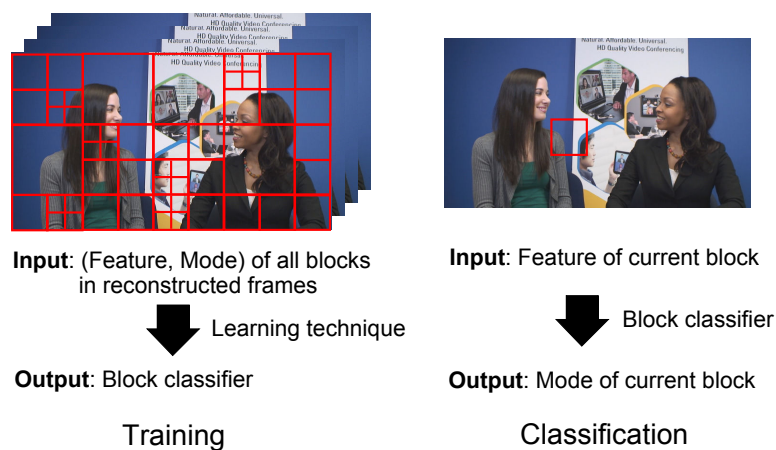 Natural. Affordable. Universal.
HD Quality Video Conferencing
Natural. Affordable. Universal.
HD Quality Video Conferencing
Input: (Feature, Mode) of all blocks
in reconstructed frames
Learning technique
Output: Block classifier
Training
Input: Feature of current block
Block classifier
Output: Mode of current block
Classification